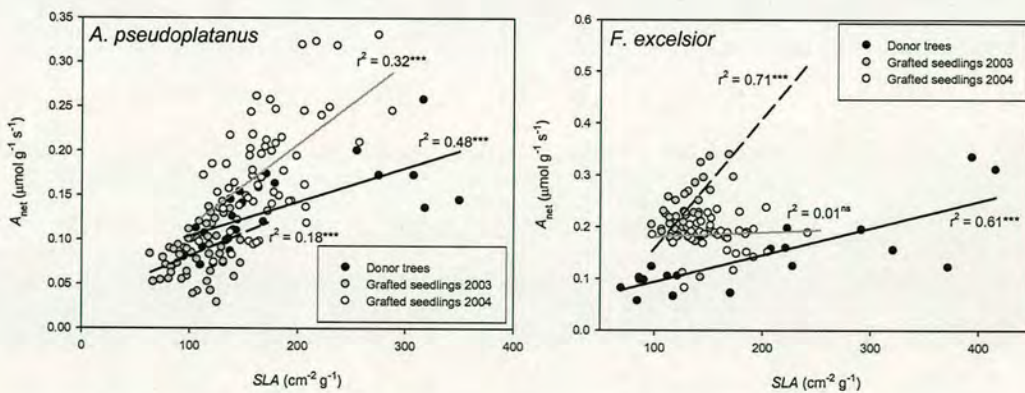 A. pseudoplatanus
0.35
0.30
0.25
0.20
0.15
0.10
0.05
0.00
A_net (μmol g⁻¹ s⁻¹)
r² = 0.32***
r² = 0.48***
r² = 0.18***
Donor trees
Grafted seedlings 2003
Grafted seedlings 2004
0 100 200 300 400
SLA (cm⁻² g⁻¹)
F. excelsior
0.6
0.5
0.4
0.3
0.2
0.1
0.0
A_net (μmol g⁻¹ s⁻¹)
Donor trees
Grafted seedlings 2003
Grafted seedlings 2004
r² = 0.71***
r² = 0.01ⁿˢ
r² = 0.61***
100 200 300 400
SLA (cm⁻² g⁻¹)